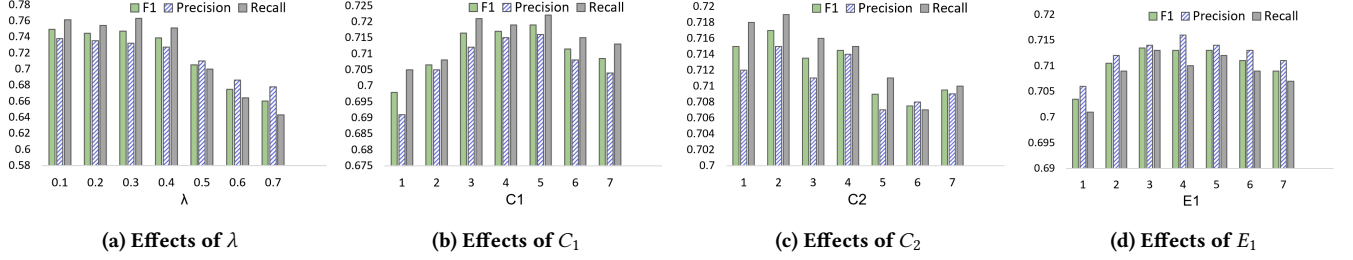 F1 Precision Recall
0.78
0.76
0.74
0.72
0.7
0.68
0.66
0.64
0.62
0.6
0.58
0.1 0.2 0.3 0.4 0.5 0.6 0.7
λ
(a) Effects of λ
F1 Precision Recall
0.725
0.72
0.715
0.71
0.705
0.7
0.695
0.69
0.685
0.68
0.675
1 2 3 4 5 6 7
C1
(b) Effects of C1
F1 Precision Recall
0.72
0.718
0.716
0.714
0.712
0.71
0.708
0.706
0.704
0.702
0.7
1 2 3 4 5 6 7
C2
(c) Effects of C2
F1 Precision Recall
0.72
0.715
0.71
0.705
0.7
0.695
0.69
1 2 3 4 5 6 7
E1
(d) Effects of E1